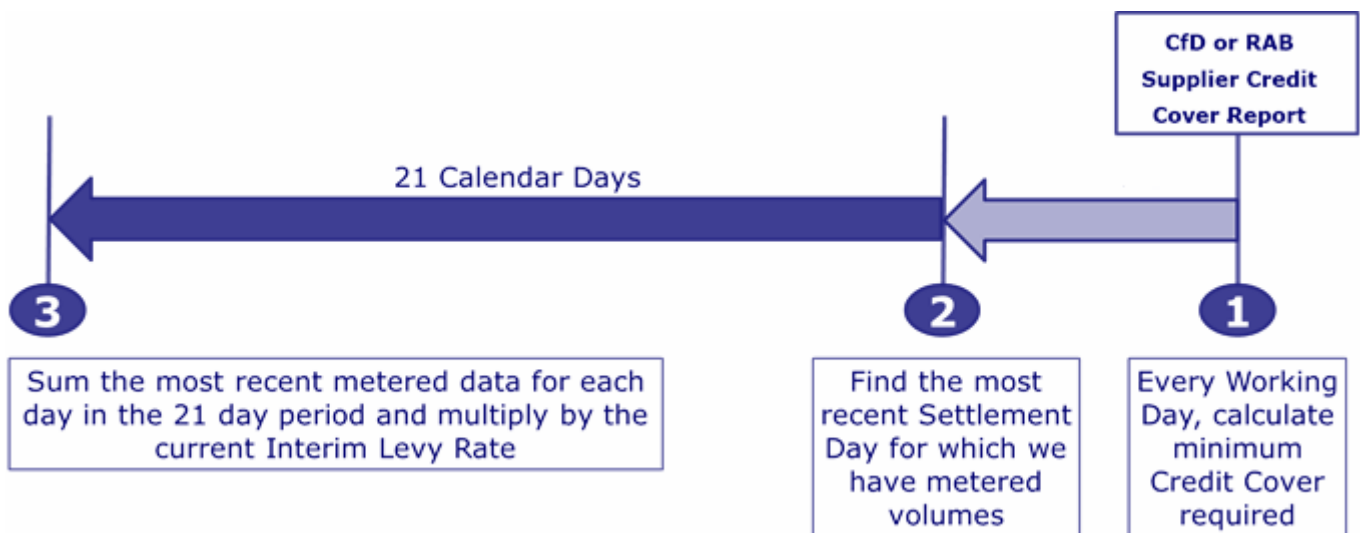 CfD or RAB
Supplier Credit
Cover Report
21 Calendar Days
3
2
1
Sum the most recent metered data for each
day in the 21 day period and multiply by the
current Interim Levy Rate
Find the most
recent Settlement
Day for which we
have metered
volumes
Every Working
Day, calculate
minimum
Credit Cover
required